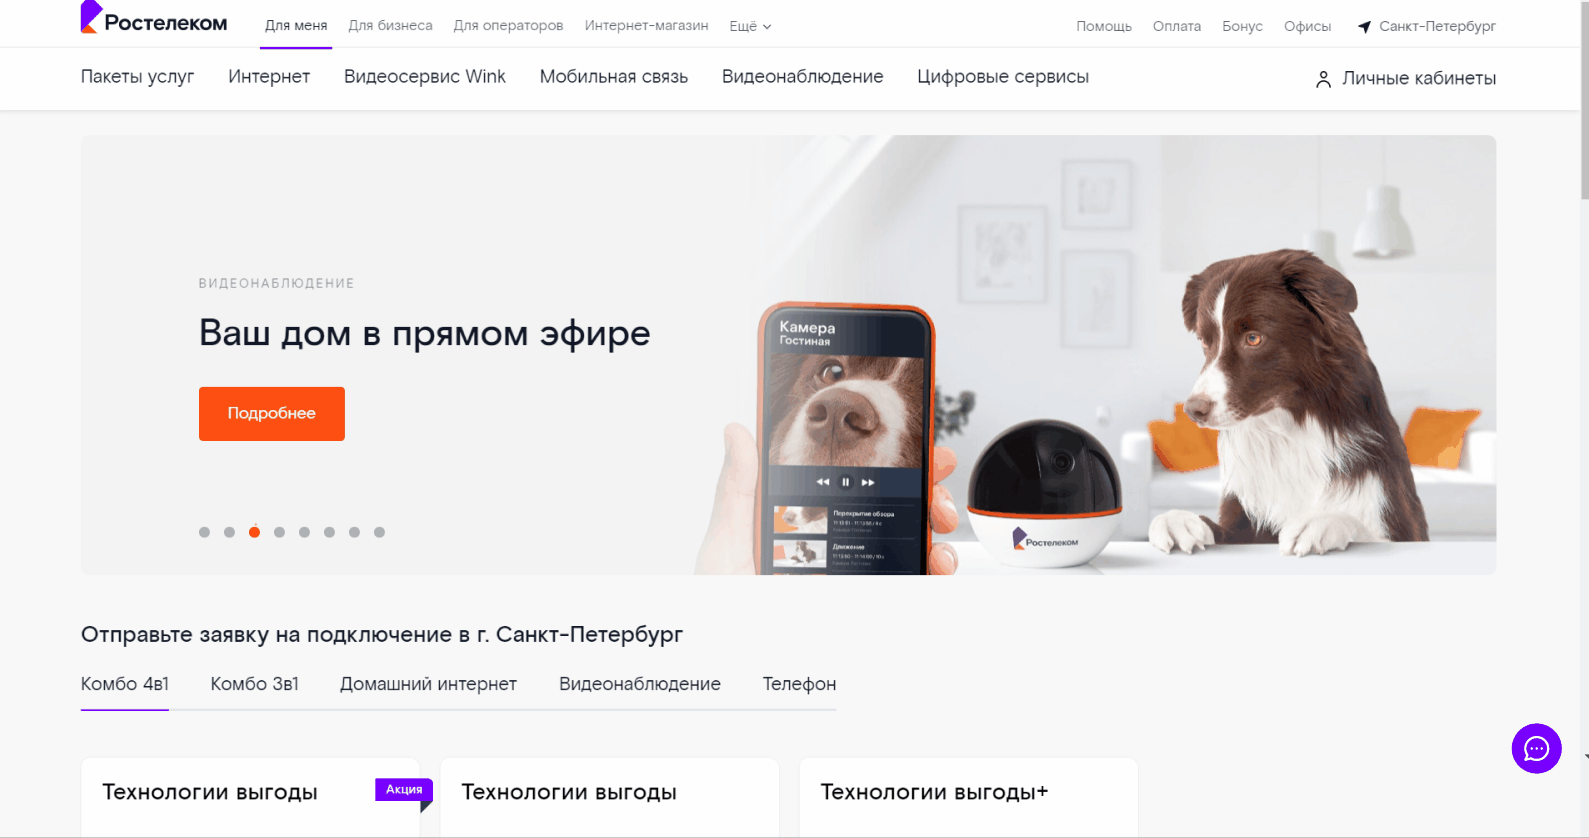 Ростелеком
Для меня
Для бизнеса
Для операторов
Интернет-магазин
Ещё
Помощь
Оплата
Бонус
Офисы
Санкт-Петербург
Пакеты услуг
Интернет
Видеосервис Wink
Мобильная связь
Видеонаблюдение
Цифровые сервисы
Личные кабинеты
ВИДЕОНАБЛЮДЕНИЕ
Ваш дом в прямом эфире
Подробнее
Камера
Гостиная
Перекрытие обзора
Движение
Ростелеком
Отправьте заявку на подключение в г. Санкт-Петербург
Комбо 4в1
Комбо 3в1
Домашний интернет
Видеонаблюдение
Телефон
Технологии выгоды
Акция
Технологии выгоды
Технологии выгоды+